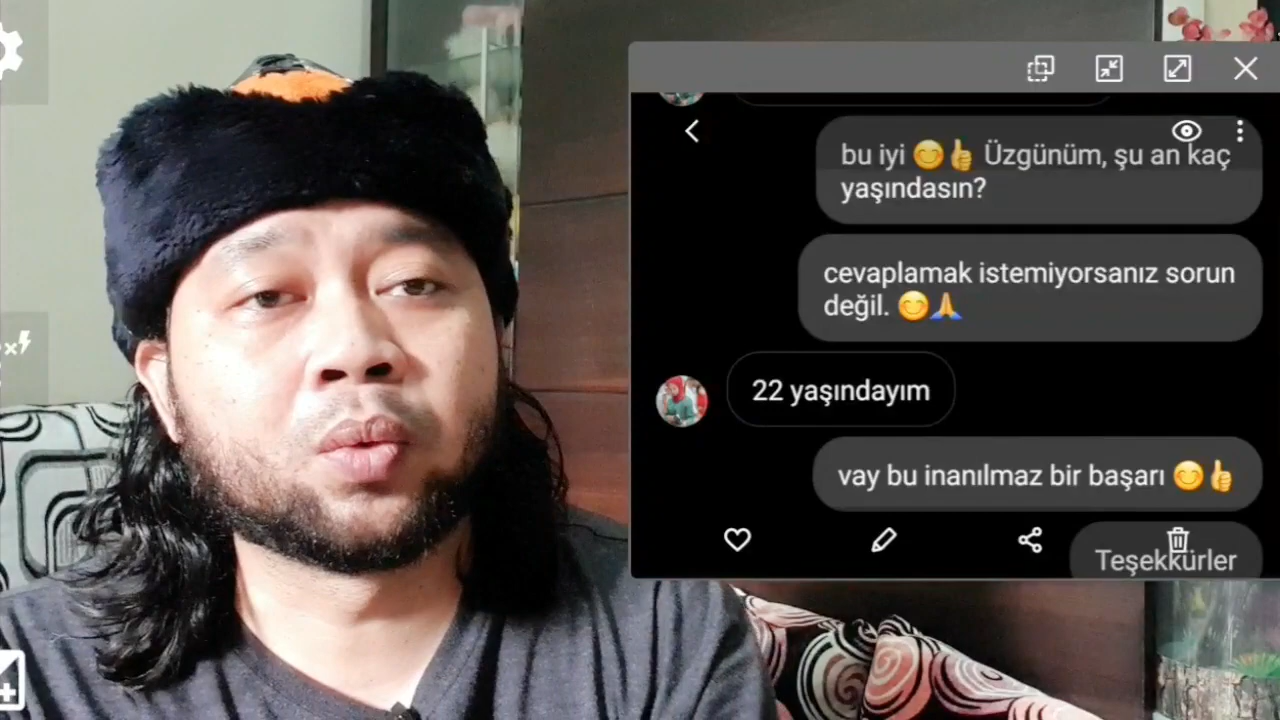 bu iyi 😊👍 Üzgünüm, şu an kaç
yaşındasın?
cevaplamak istemiyorsanız sorun
değil. 😊🙏
22 yaşındayım
vay bu inanılmaz bir başarı 😊👍
Teşekkürler